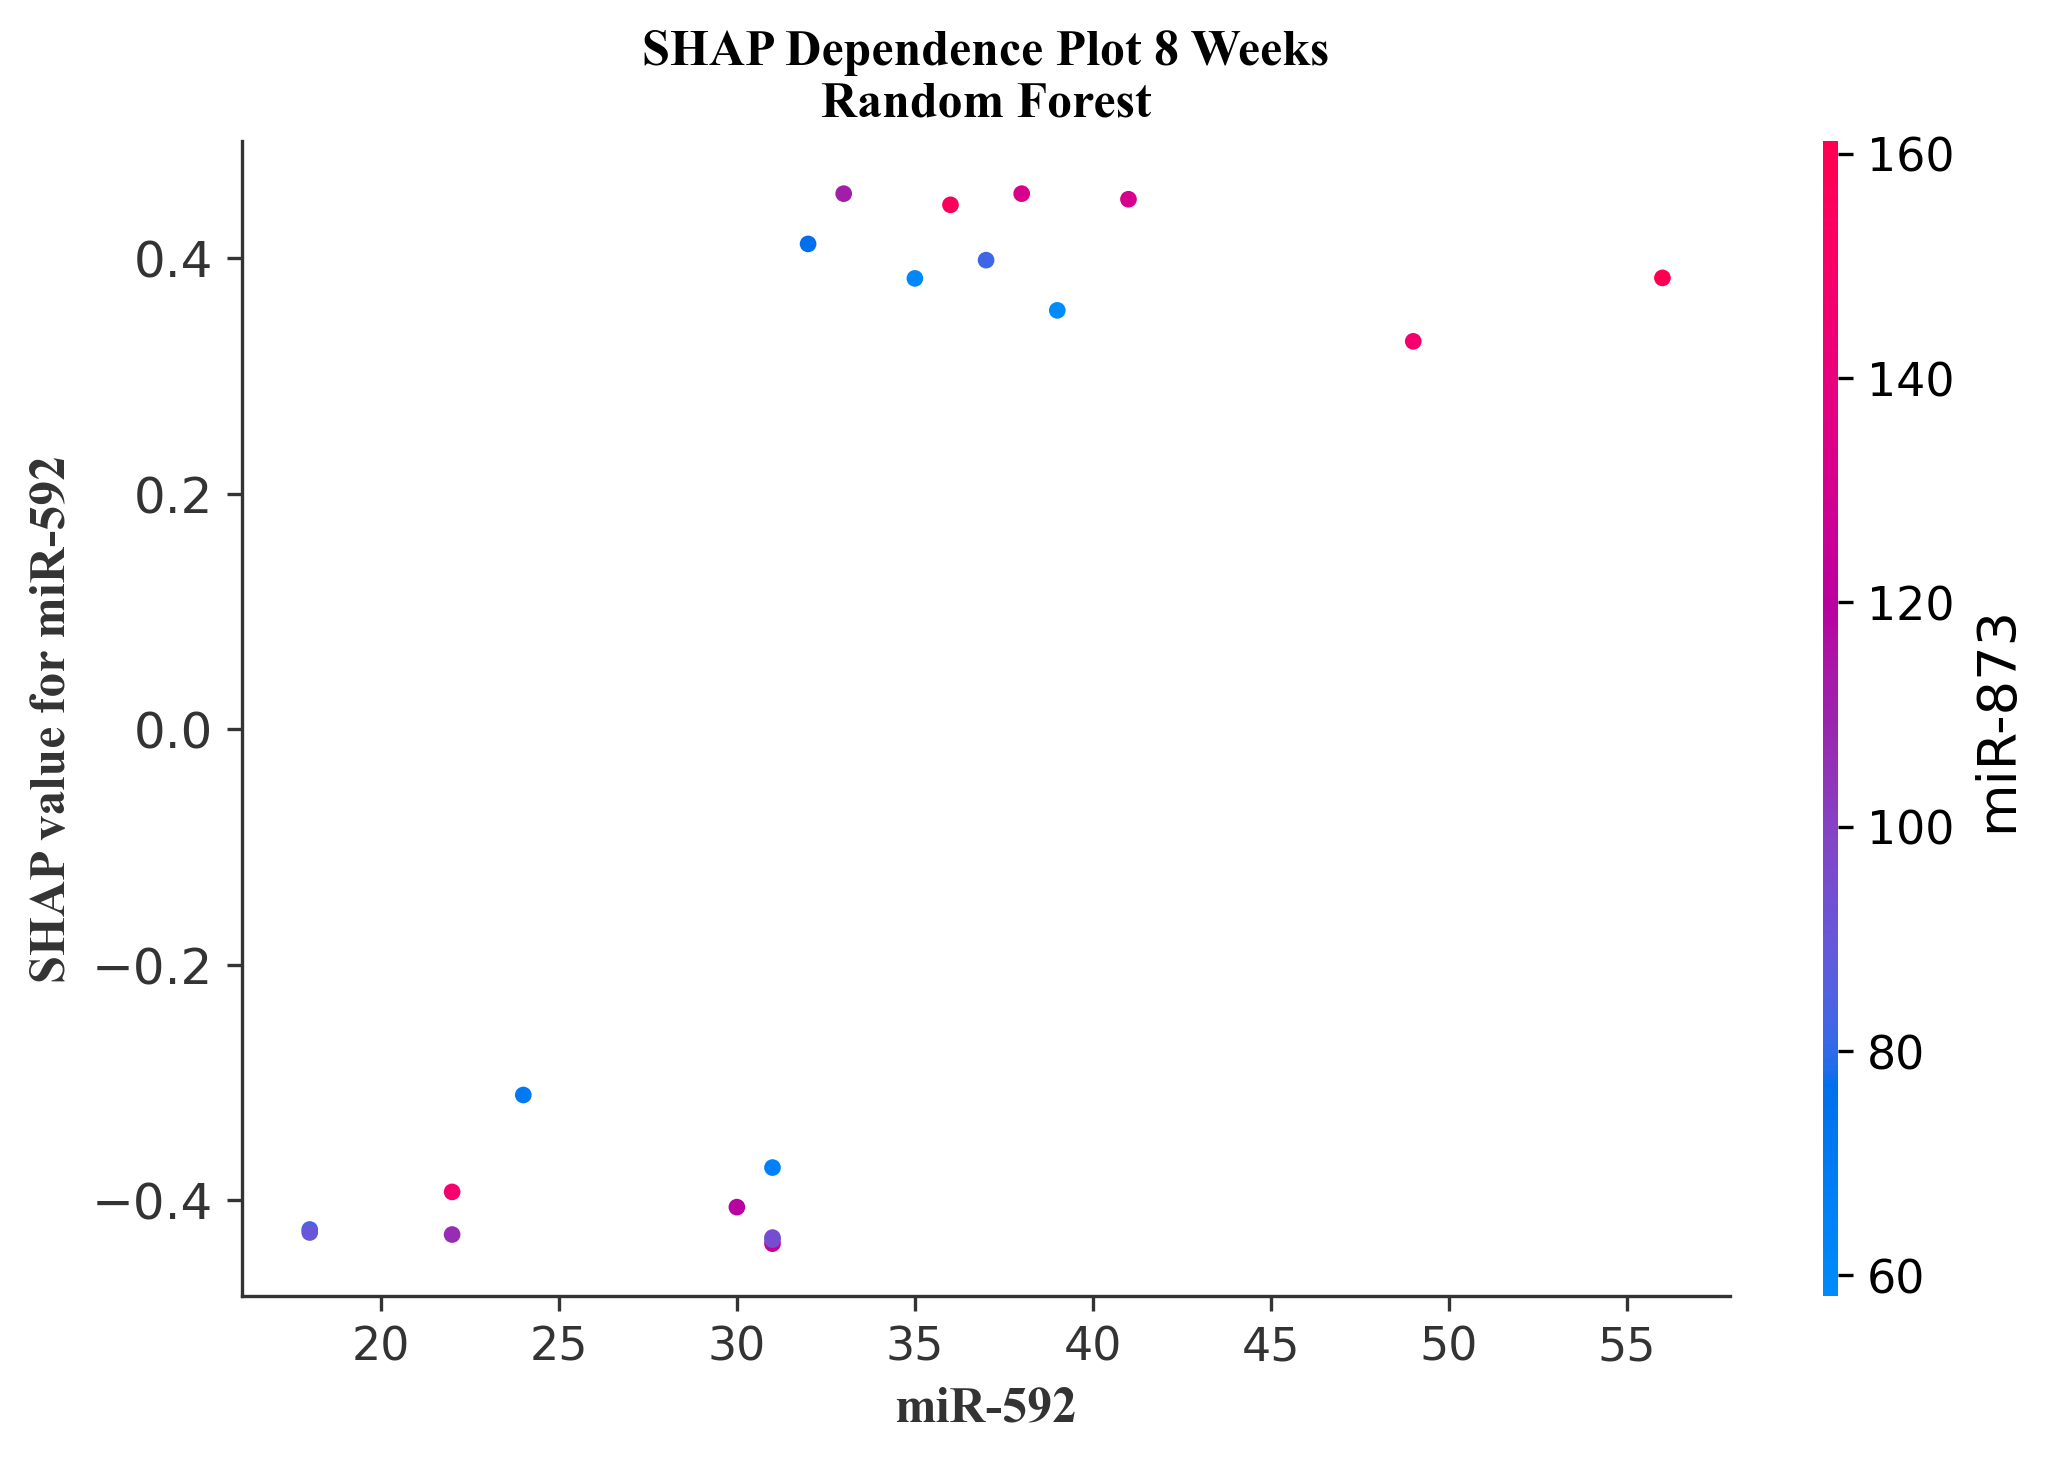 SHAP Dependence Plot 8 Weeks
Random Forest
SHAP value for miR-592
0.4
0.2
0.0
−0.2
−0.4
20 25 30 35 40 45 50 55
miR-592
160
140
120
100
80
60
miR-873